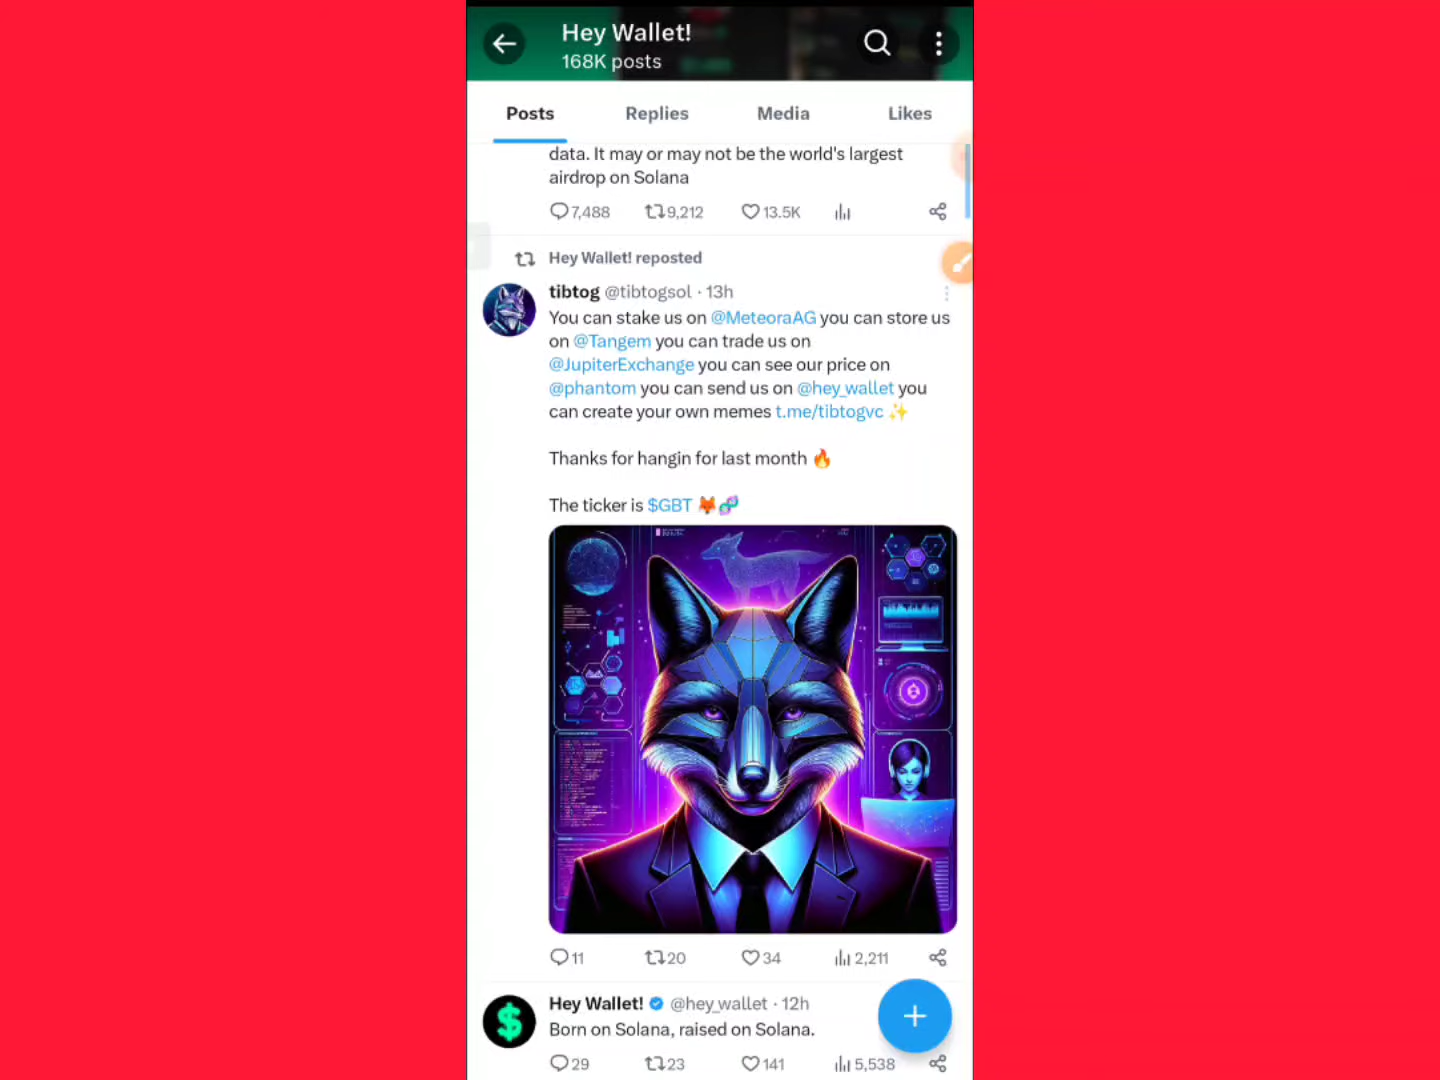 Hey Wallet!
168K posts
Posts Replies Media Likes
data. It may or may not be the world's largest
airdrop on Solana
7,488 9,212 13.5K
Hey Wallet! reposted
tibtog @tibtogsol · 13h
You can stake us on @MeteoraAG you can store us
on @Tangem you can trade us on
@JupiterExchange you can see our price on
@phantom you can send us on @hey_wallet you
can create your own memes t.me/tibtogvc ✨
Thanks for hangin for last month 🔥
The ticker is $GBT 🦊🧬
11 20 34 2,211
Hey Wallet! @hey_wallet · 12h
Born on Solana, raised on Solana.
29 23 141 5,538